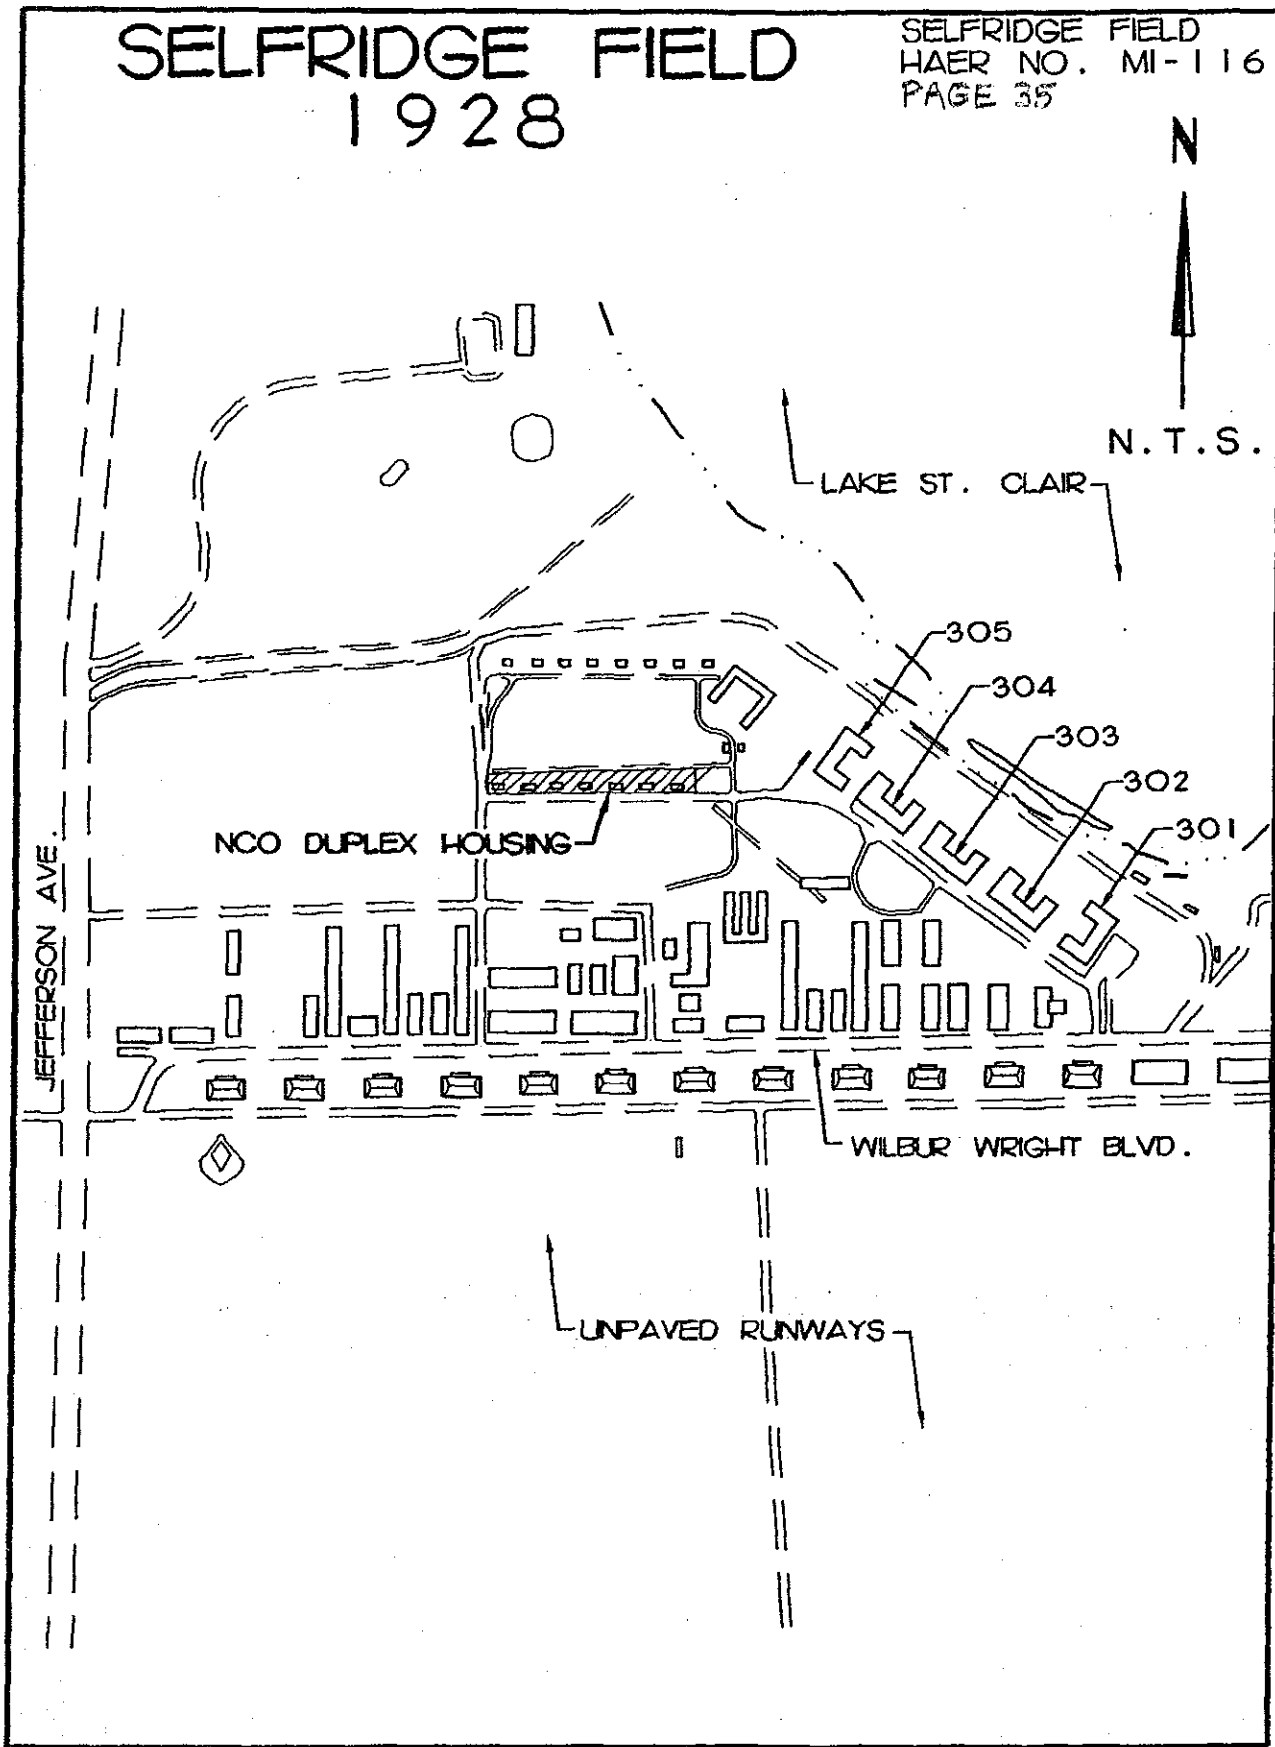 SELFRIDGE FIELD
1928
SELFRIDGE FIELD
HAER NO. MI-116
PAGE 35
N
N.T.S.
LAKE ST. CLAIR
305
304
303
302
301
NCO DUPLEX HOUSING
JEFFERSON AVE.
WILBUR WRIGHT BLVD.
UNPAVED RUNWAYS